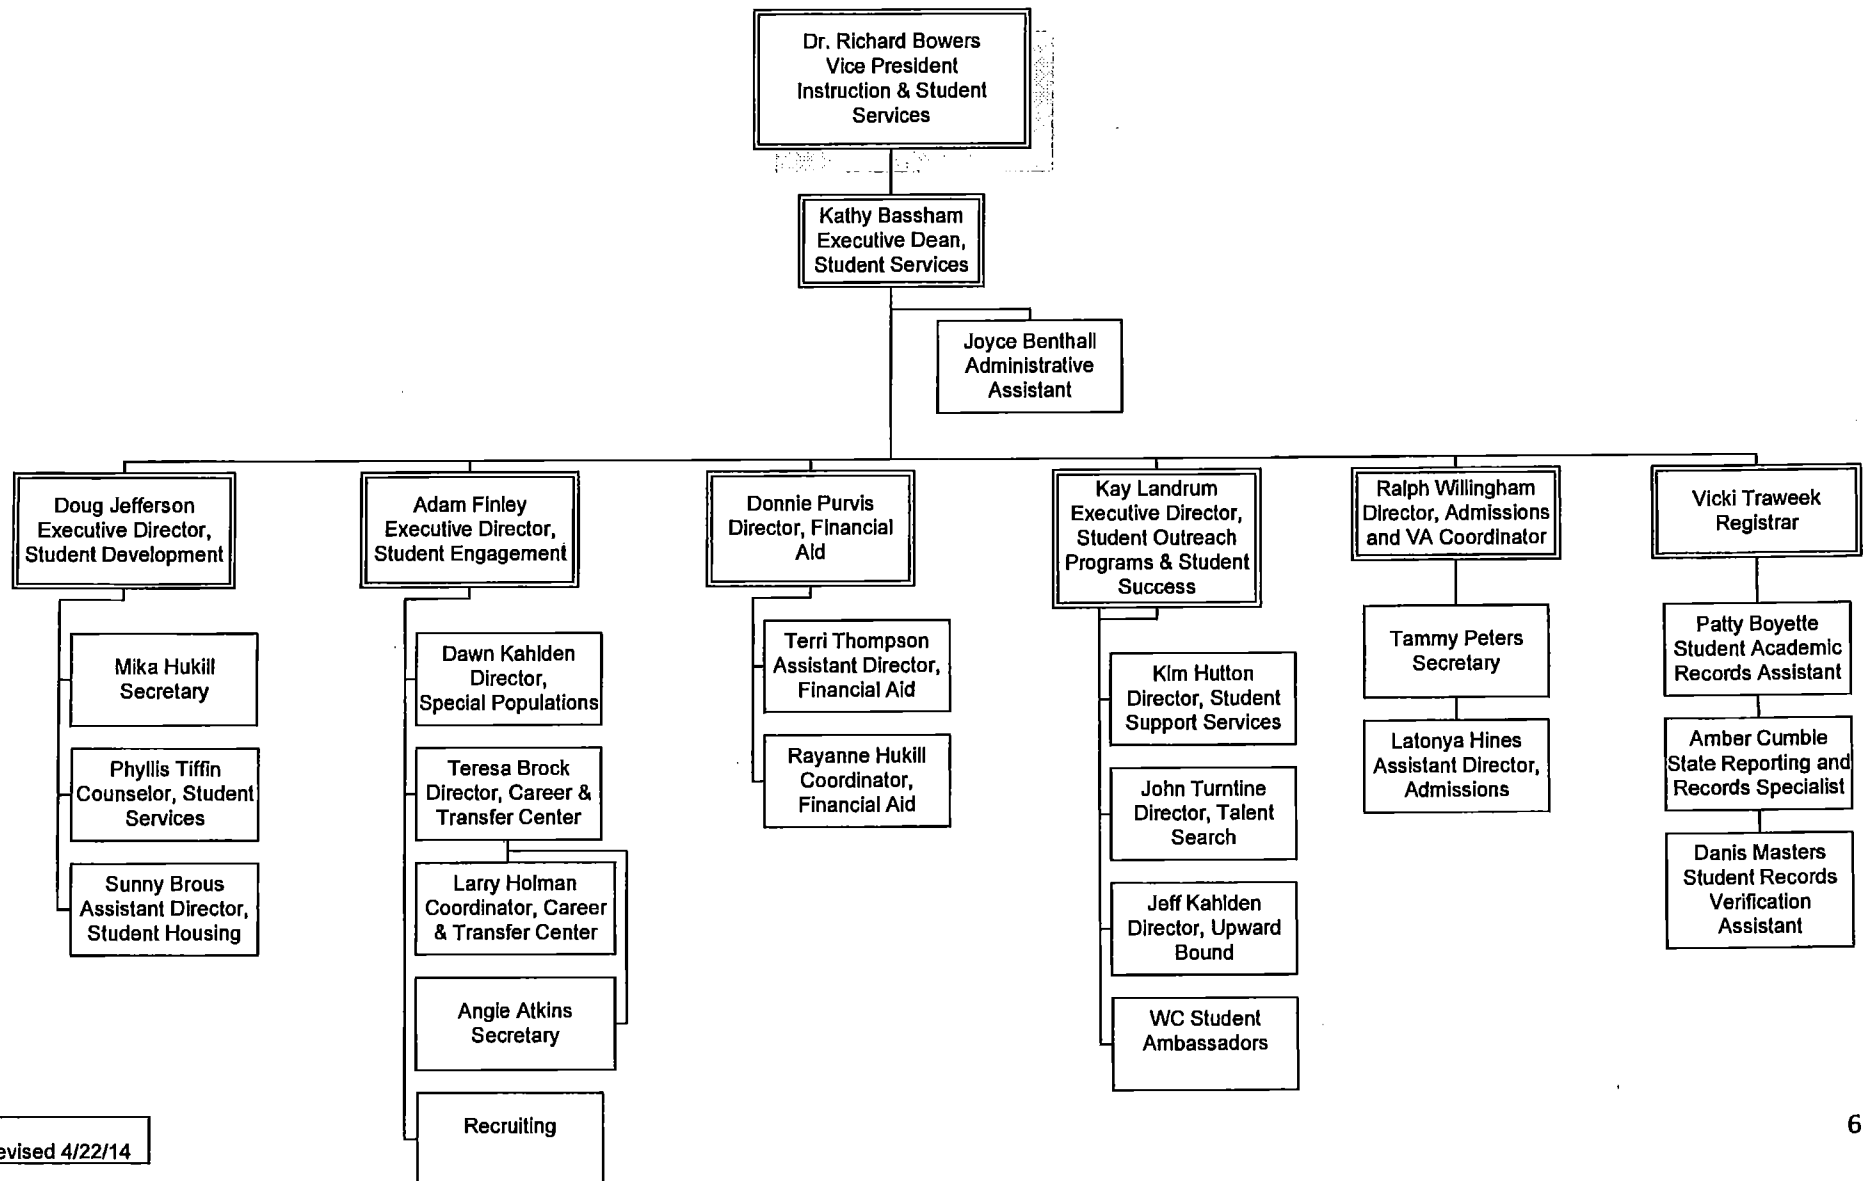 Dr. Richard Bowers
Vice President
Instruction & Student
Services
Kathy Bassham
Executive Dean,
Student Services
Joyce Benthall
Administrative
Assistant
Doug Jefferson
Executive Director,
Student Development
Mika Hukill
Secretary
Phyllis Tiffin
Counselor, Student
Services
Sunny Brous
Assistant Director,
Student Housing
Adam Finley
Executive Director,
Student Engagement
Dawn Kahlden
Director,
Special Populations
Teresa Brock
Director, Career &
Transfer Center
Larry Holman
Coordinator, Career
& Transfer Center
Angie Atkins
Secretary
Recruiting
Donnie Purvis
Director, Financial
Aid
Terri Thompson
Assistant Director,
Financial Aid
Rayanne Hukill
Coordinator,
Financial Aid
Kay Landrum
Executive Director,
Student Outreach
Programs & Student
Success
Kim Hutton
Director, Student
Support Services
John Turntine
Director, Talent
Search
Jeff Kahlden
Director, Upward
Bound
WC Student
Ambassadors
Ralph Willingham
Director, Admissions
and VA Coordinator
Tammy Peters
Secretary
Latonya Hines
Assistant Director,
Admissions
Vicki Traweek
Registrar
Patty Boyette
Student Academic
Records Assistant
Amber Cumbie
State Reporting and
Records Specialist
Danis Masters
Student Records
Verification
Assistant
evised 4/22/14
6